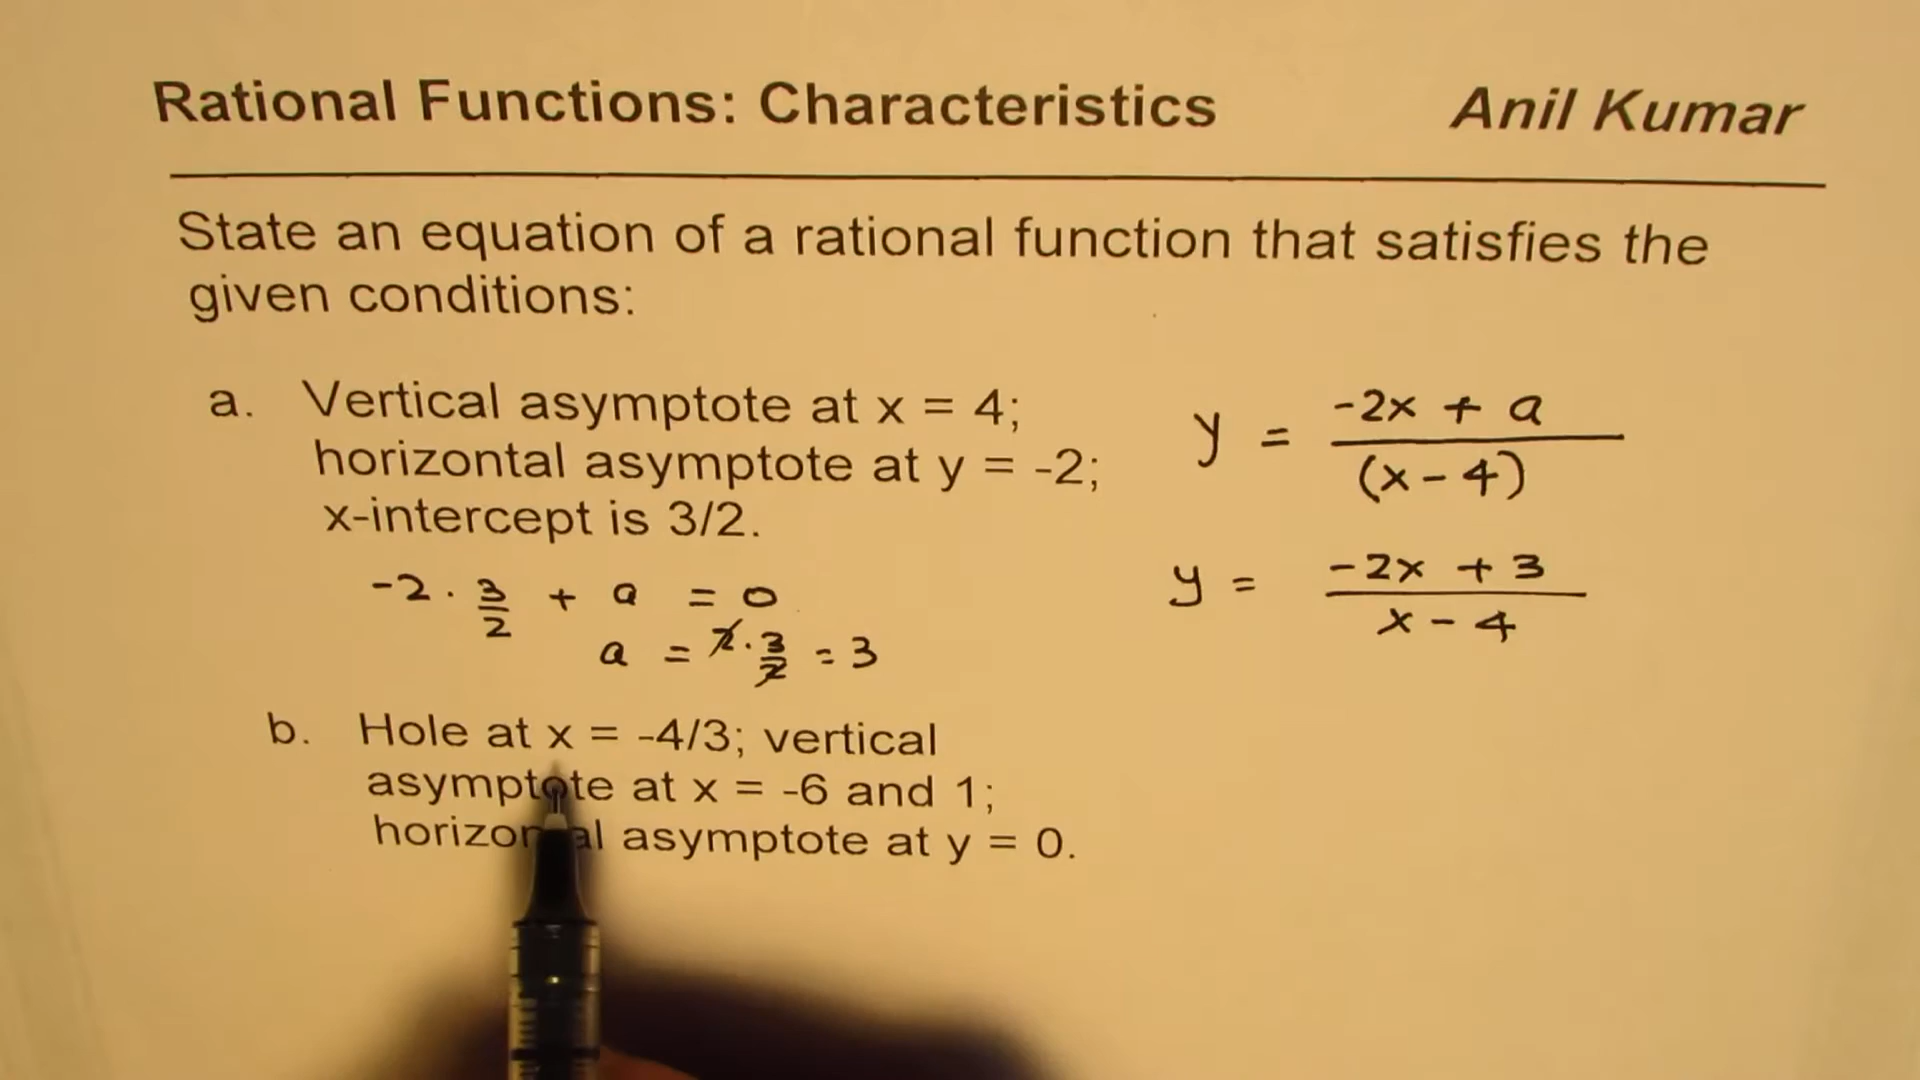 Rational Functions: Characteristics Anil Kumar
State an equation of a rational function that satisfies the
given conditions:
a. Vertical asymptote at x = 4;
horizontal asymptote at y = -2;
x-intercept is 3/2.
y = (-2x + a)/(x - 4)
-2 · 3/2 + a = 0
a = 2 · 3/2 = 3
y = (-2x + 3)/(x - 4)
b. Hole at x = -4/3; vertical
asymptote at x = -6 and 1;
horizontal asymptote at y = 0.